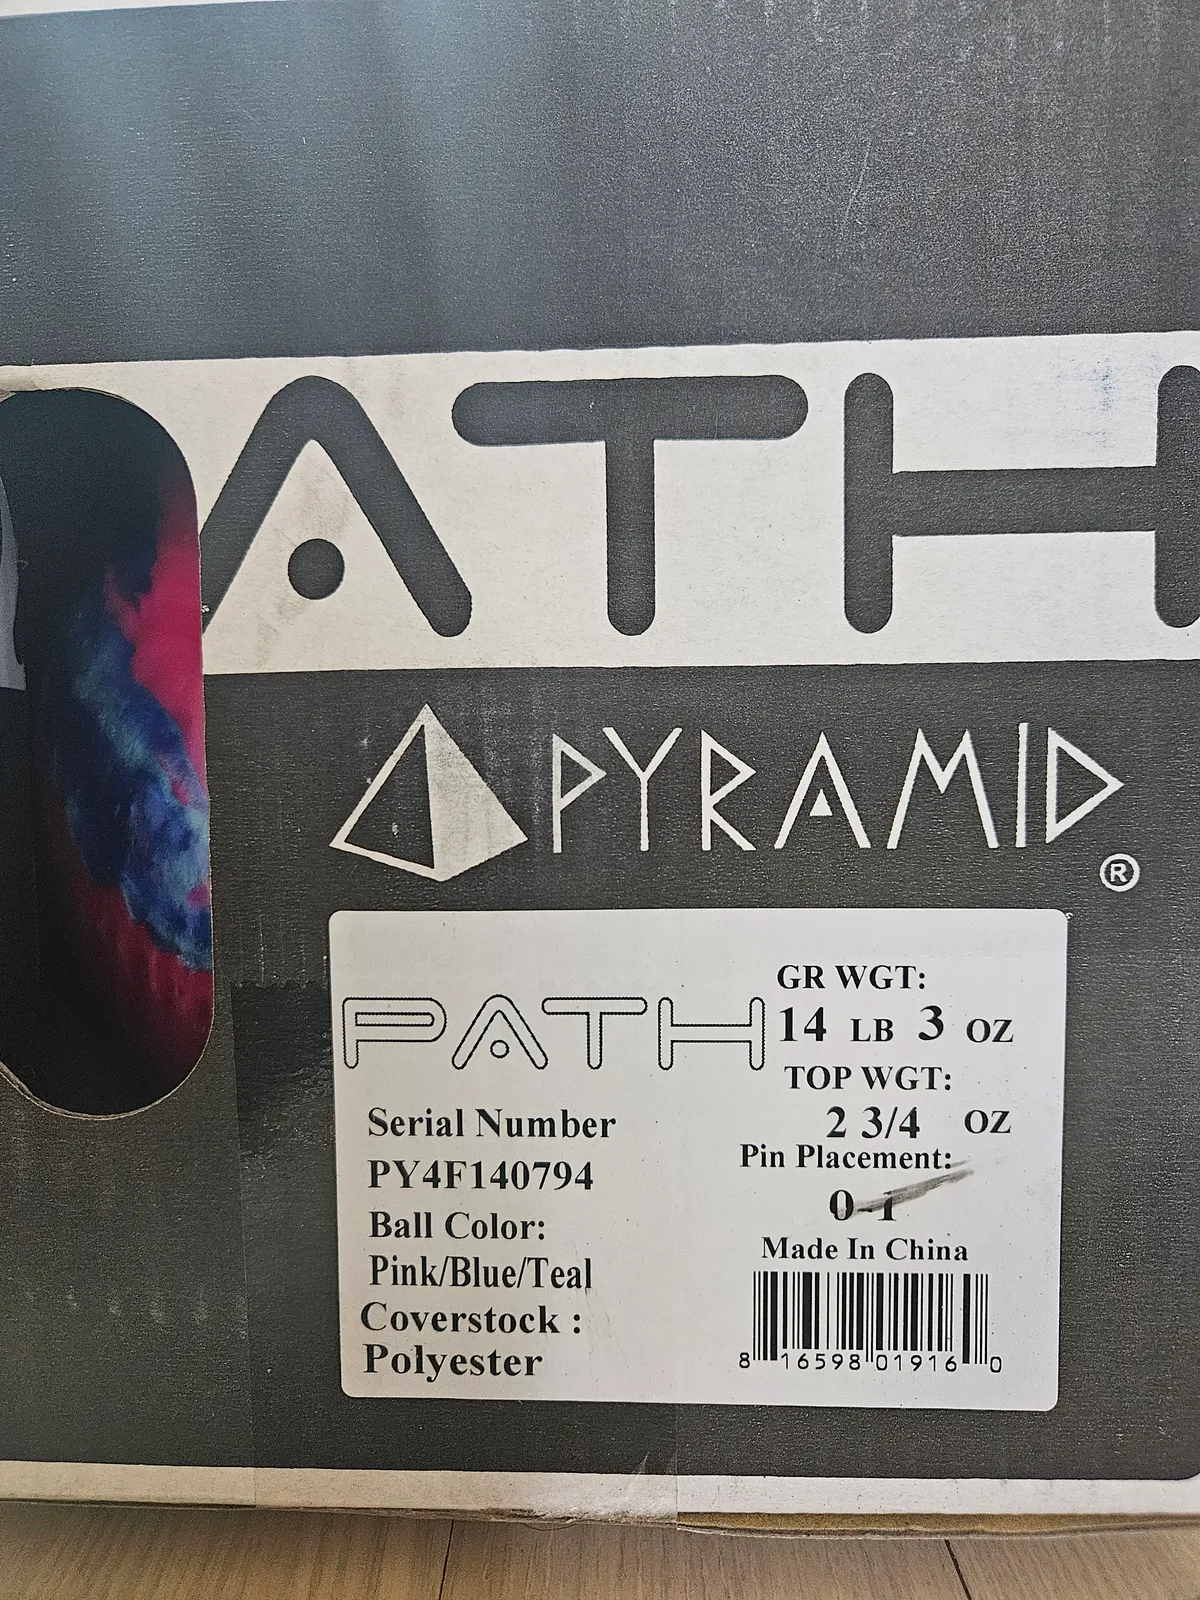 PATH
PYRAMID®
PATH
Serial Number
PY4F140794
Ball Color:
Pink/Blue/Teal
Coverstock :
Polyester
GR WGT:
14 LB 3 OZ
TOP WGT:
2 3/4 OZ
Pin Placement:
0-1
Made In China
8 16598 01916 0